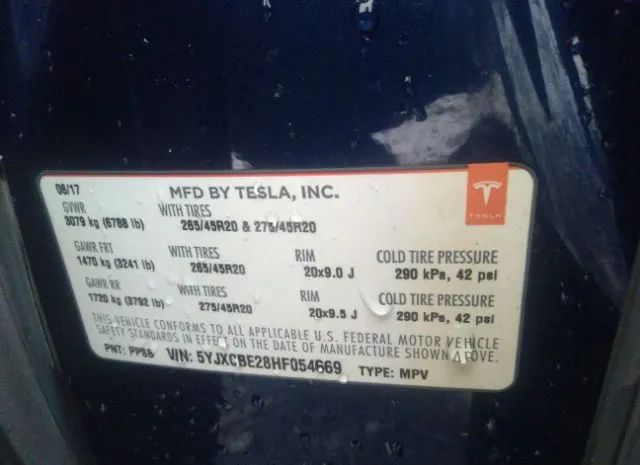 06/17 MFD BY TESLA, INC.
TESLA
GVWR WITH TIRES
3079 kg (6788 lb) 265/45R20 & 275/45R20
GAWR FRT WITH TIRES RIM COLD TIRE PRESSURE
1470 kg (3241 lb) 265/45R20 20x9.0 J 290 kPa, 42 psi
GAWR RR WITH TIRES RIM COLD TIRE PRESSURE
1720 kg (3792 lb) 275/45R20 20x9.5 J 290 kPa, 42 psi
THIS VEHICLE CONFORMS TO ALL APPLICABLE U.S. FEDERAL MOTOR VEHICLE
SAFETY STANDARDS IN EFFECT ON THE DATE OF MANUFACTURE SHOWN ABOVE.
PNT: PPSB VIN: 5YJXCBE28HF054669 TYPE: MPV